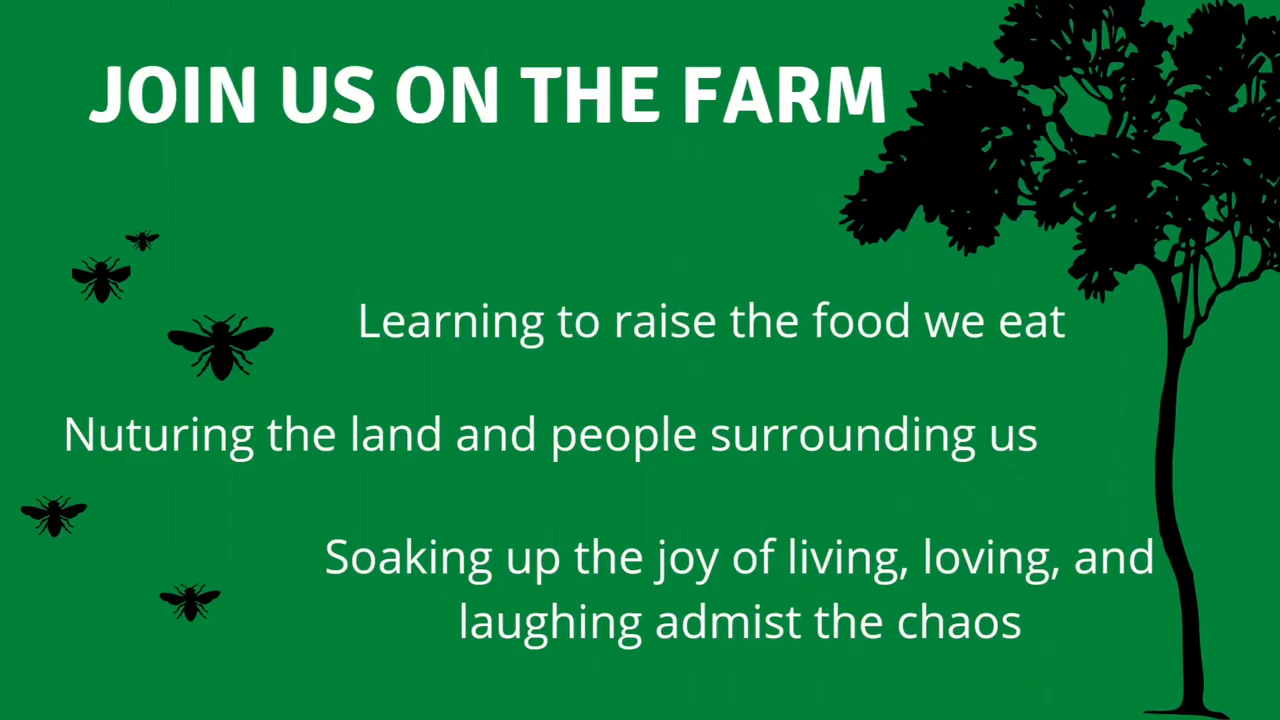 JOIN US ON THE FARM
Learning to raise the food we eat
Nuturing the land and people surrounding us
Soaking up the joy of living, loving, and
laughing admist the chaos